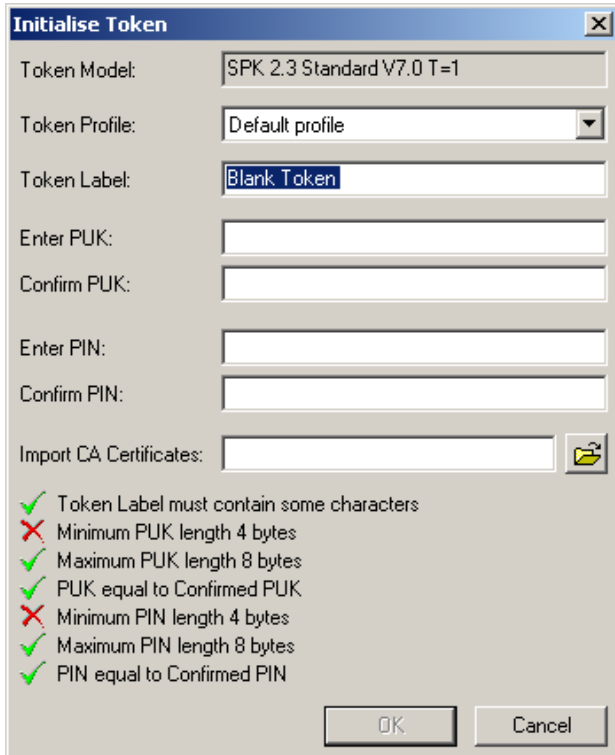 Initialise Token
Token Model: SPK 2.3 Standard V7.0 T=1
Token Profile: Default profile
Token Label: Blank Token
Enter PUK:
Confirm PUK:
Enter PIN:
Confirm PIN:
Import CA Certificates:
Token Label must contain some characters
Minimum PUK length 4 bytes
Maximum PUK length 8 bytes
PUK equal to Confirmed PUK
Minimum PIN length 4 bytes
Maximum PIN length 8 bytes
PIN equal to Confirmed PIN
OK Cancel